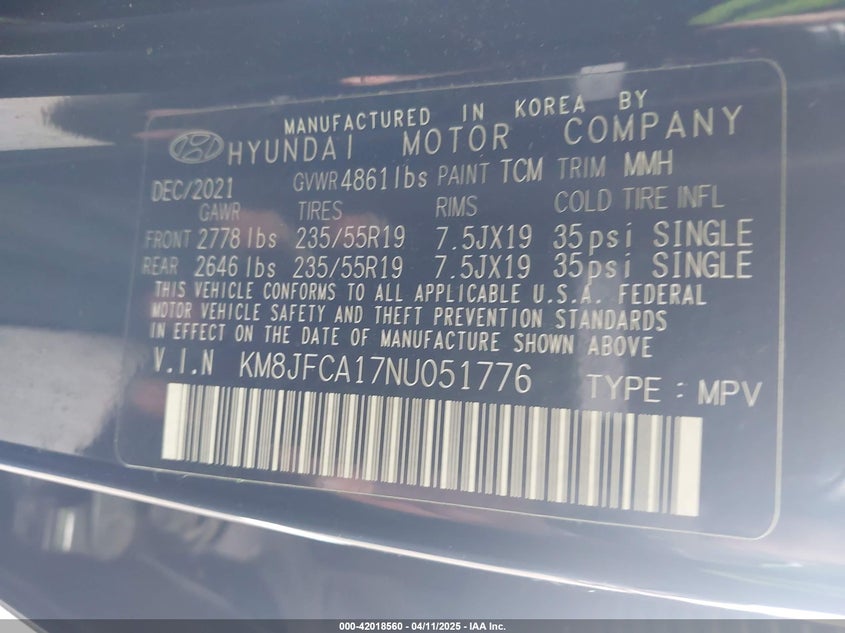 MANUFACTURED IN KOREA BY
HYUNDAI MOTOR COMPANY
DEC/2021 GVWR 4861 lbs PAINT TCM TRIM MMH
GAWR TIRES RIMS COLD TIRE INFL
FRONT 2778 lbs 235/55R19 7.5JX19 35psi SINGLE
REAR 2646 lbs 235/55R19 7.5JX19 35psi SINGLE
THIS VEHICLE CONFORMS TO ALL APPLICABLE U.S.A. FEDERAL
MOTOR VEHICLE SAFETY AND THEFT PREVENTION STANDARDS
IN EFFECT ON THE DATE OF MANUFACTURE SHOWN ABOVE
V.I.N KM8JFCA17NU051776 TYPE : MPV
000-42018560 - 04/11/2025 - IAA Inc.